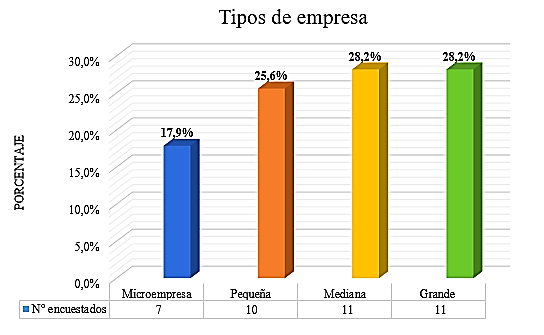 Tipos de empresa
PORCENTAJE
30,0%
25,0%
20,0%
15,0%
10,0%
5,0%
0,0%
17,9%
25,6%
28,2%
28,2%
Microempresa Pequeña Mediana Grande
N° encuestados 7 10 11 11